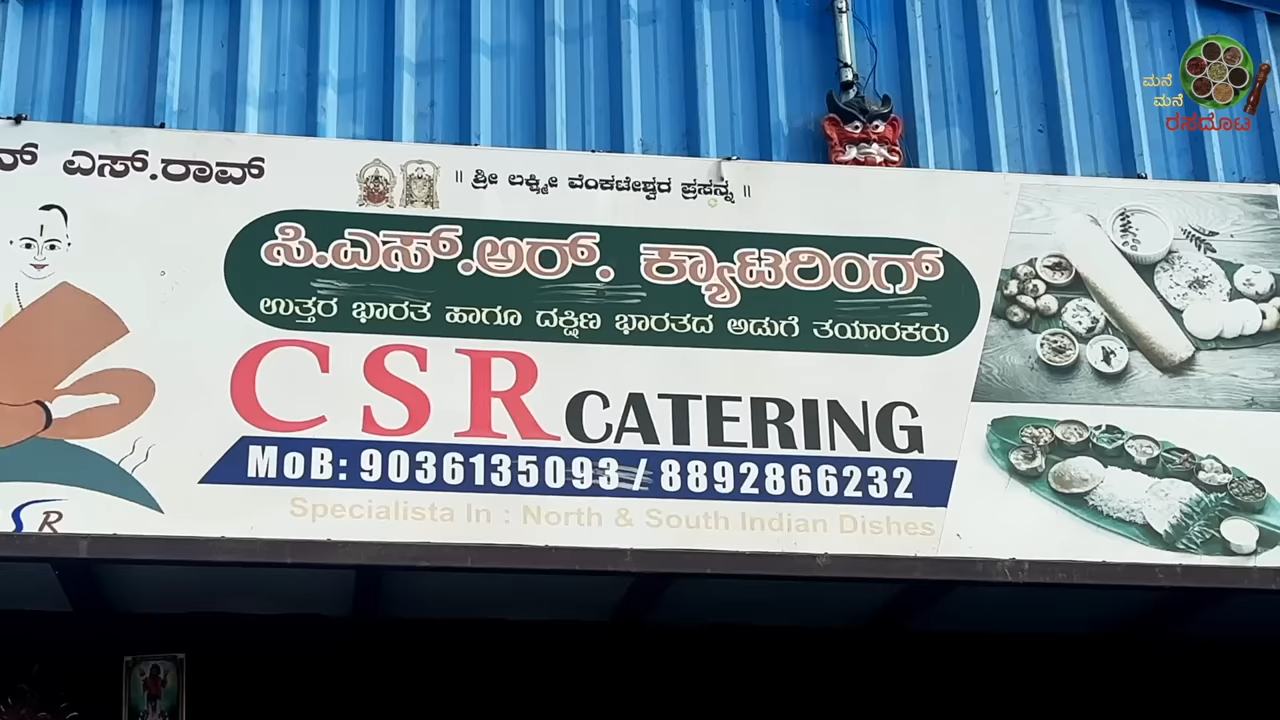 ಮನೆ
ಮನೆ
ರಸದೂಟ
ಎಸ್.ರಾವ್
॥ ಶ್ರೀ ಲಕ್ಷ್ಮೀ ವೆಂಕಟೇಶ್ವರ ಪ್ರಸನ್ನ ॥
ಸಿ.ಎಸ್.ಆರ್. ಕ್ಯಾಟರಿಂಗ್
ಉತ್ತರ ಭಾರತ ಹಾಗೂ ದಕ್ಷಿಣ ಭಾರತದ ಅಡುಗೆ ತಯಾರಕರು
CSR CATERING
MoB: 9036135093 / 8892866232
Specialista In : North & South Indian Dishes
SR